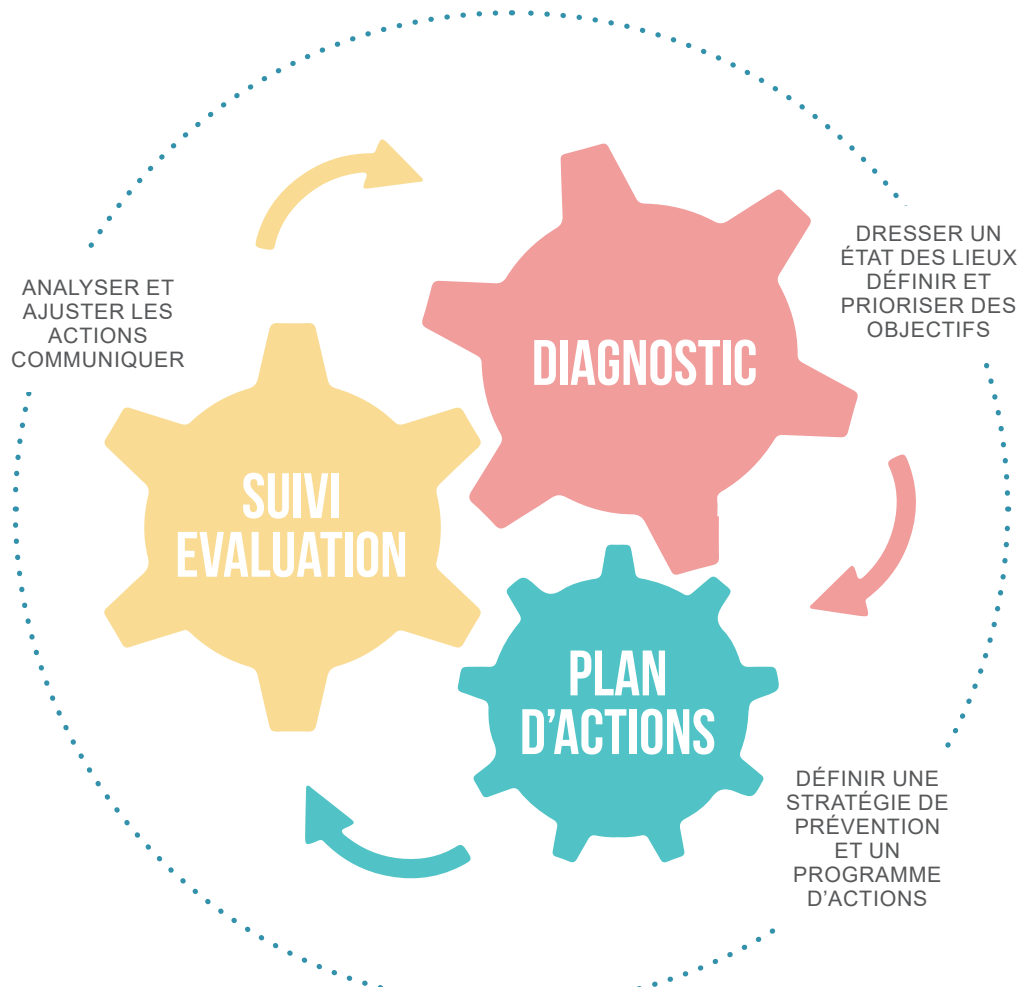 DRESSER UN
ÉTAT DES LIEUX
DÉFINIR ET
PRIORISER DES
OBJECTIFS
ANALYSER ET
AJUSTER LES
ACTIONS
COMMUNIQUER
DIAGNOSTIC
SUIVI
EVALUATION
PLAN
D’ACTIONS
DÉFINIR UNE
STRATÉGIE DE
PRÉVENTION
ET UN
PROGRAMME
D’ACTIONS